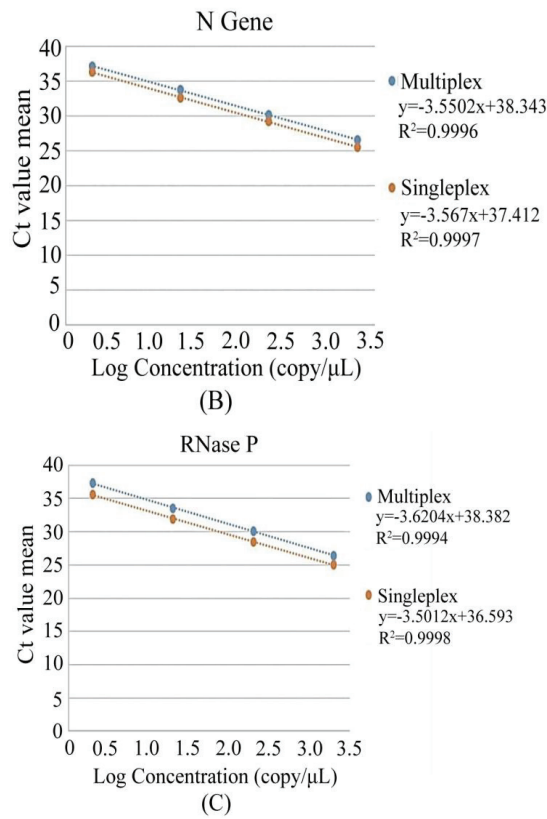 N Gene
40
35
30
25
20
15
10
5
0
Ct value mean
0 0.5 1.0 1.5 2.0 2.5 3.0 3.5
Log Concentration (copy/μL)
Multiplex
y=-3.5502x+38.343
R²=0.9996
Singleplex
y=-3.567x+37.412
R²=0.9997
(B)
RNase P
40
35
30
25
20
15
10
5
0
Ct value mean
0 0.5 1.0 1.5 2.0 2.5 3.0 3.5
Log Concentration (copy/μL)
Multiplex
y=-3.6204x+38.382
R²=0.9994
Singleplex
y=-3.5012x+36.593
R²=0.9998
(C)